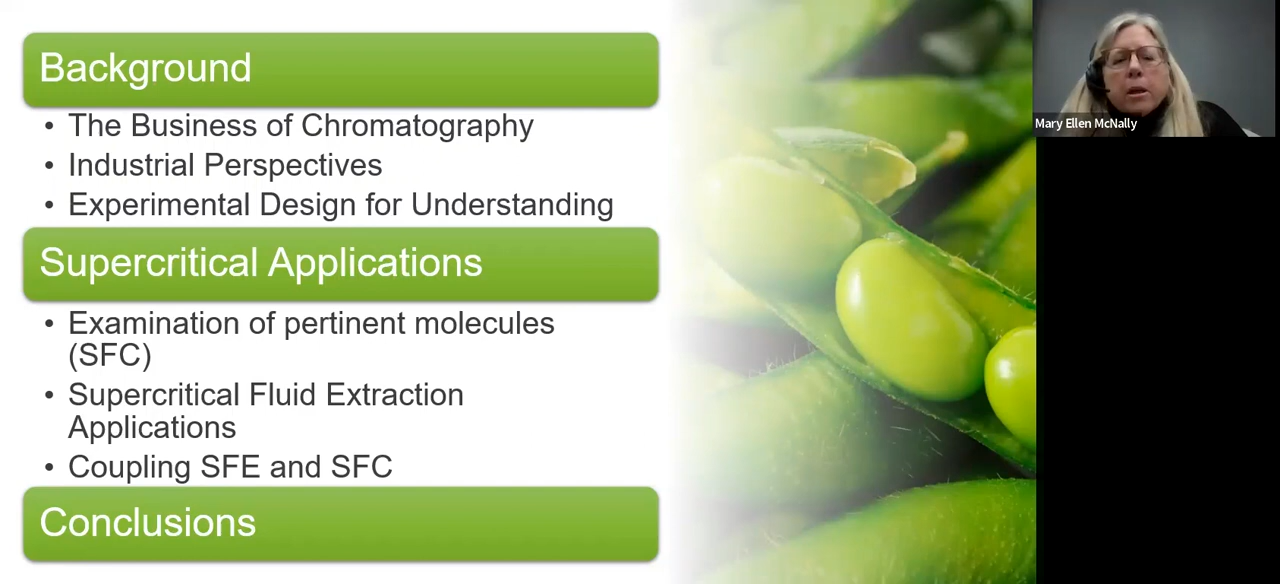 Background
• The Business of Chromatography
• Industrial Perspectives
• Experimental Design for Understanding
Supercritical Applications
• Examination of pertinent molecules
(SFC)
• Supercritical Fluid Extraction
Applications
• Coupling SFE and SFC
Conclusions
Mary Ellen McNally